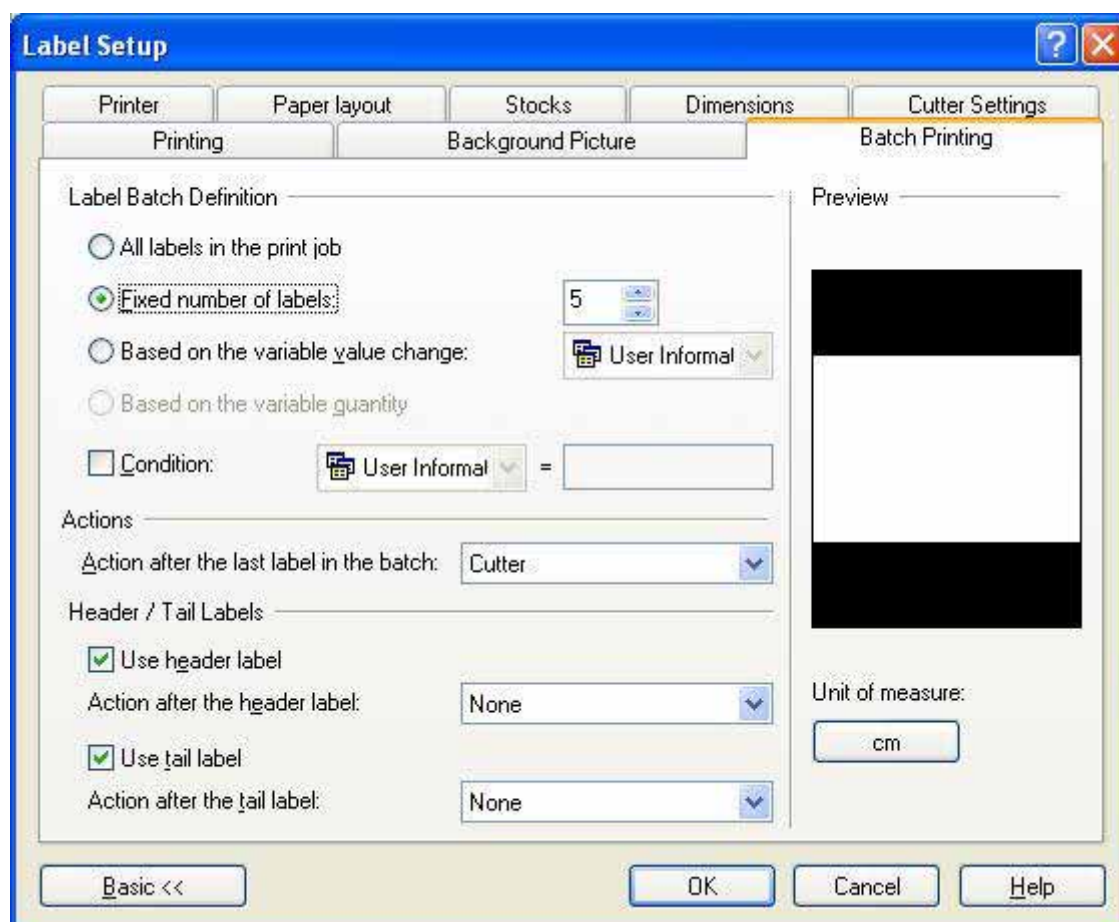 Label Setup
?
Printer Paper layout Stocks Dimensions Cutter Settings
Printing Background Picture Batch Printing
Label Batch Definition
Preview
All labels in the print job
Fixed number of labels: 5
Based on the variable value change: User Informat
Based on the variable quantity
Condition: User Informat =
Actions
Action after the last label in the batch: Cutter
Header / Tail Labels
Use header label
Action after the header label: None
Unit of measure:
cm
Use tail label
Action after the tail label: None
Basic << OK Cancel Help